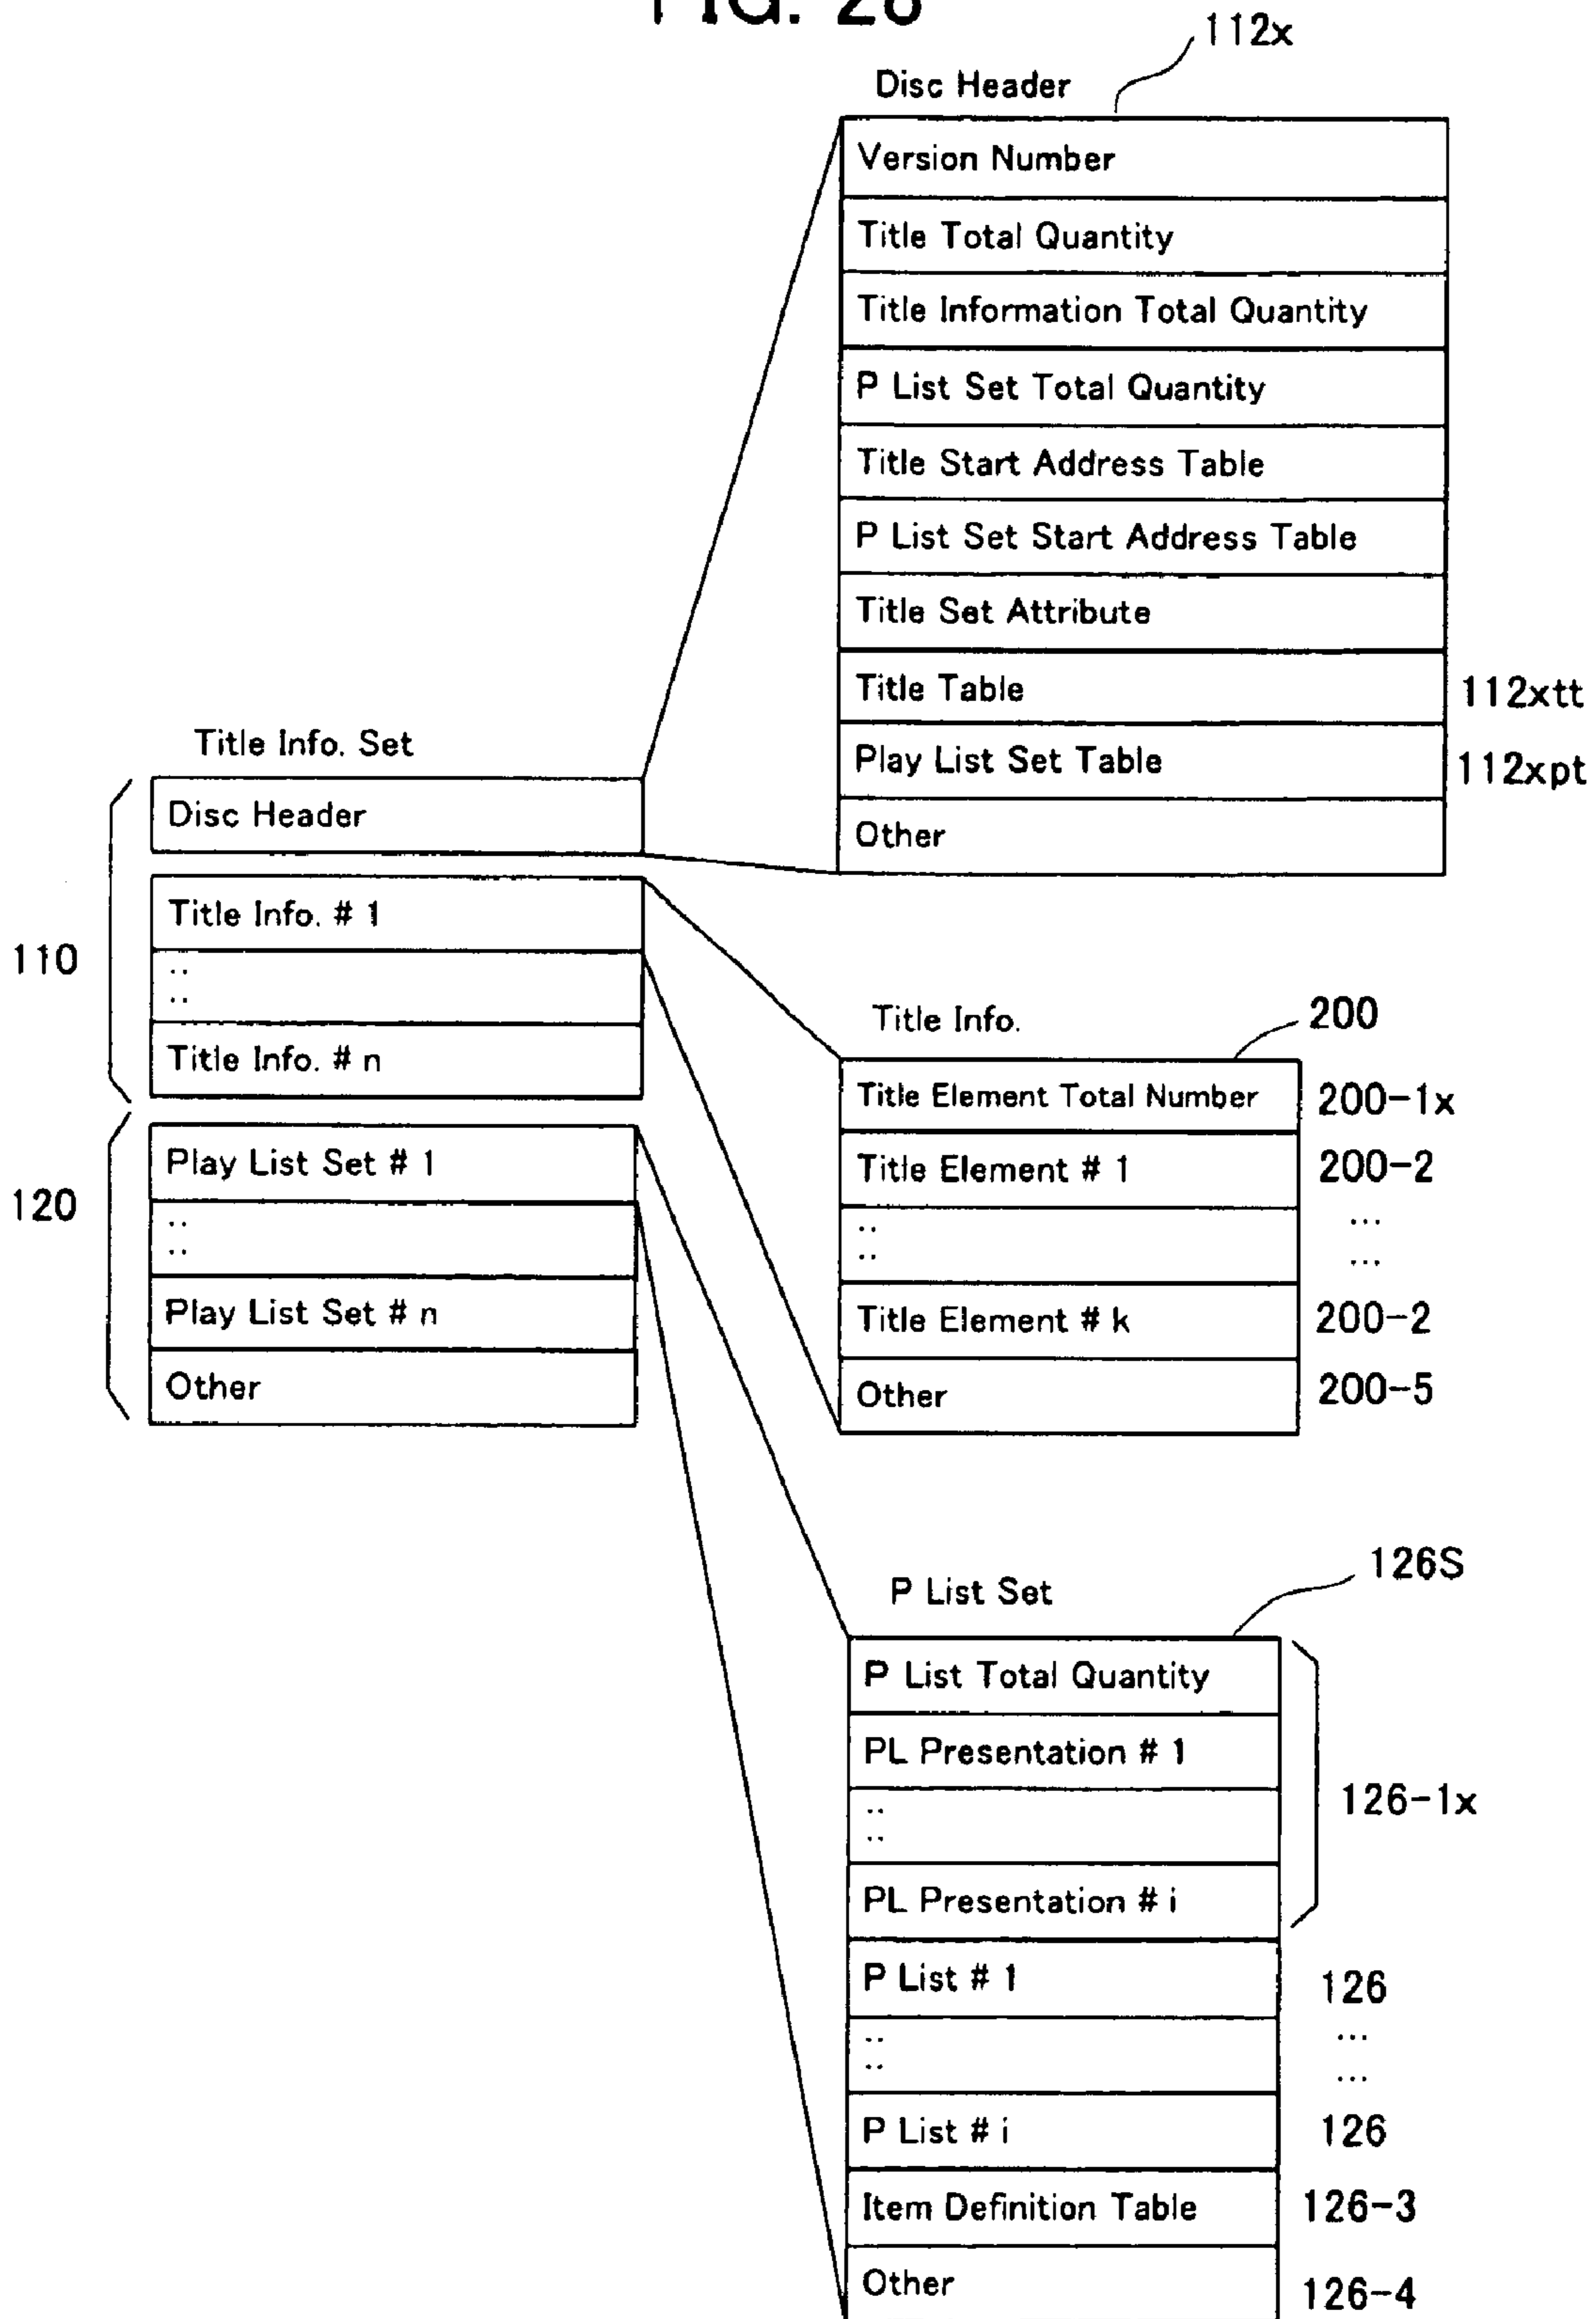 FIG. 28
112x
Disc Header
Version Number
Title Total Quantity
Title Information Total Quantity
P List Set Total Quantity
Title Start Address Table
P List Set Start Address Table
Title Set Attribute
Title Table 112xtt
Play List Set Table 112xpt
Other
Title Info. Set
Disc Header
110
Title Info. # 1
..
..
Title Info. # n
120
Play List Set # 1
..
..
Play List Set # n
Other
Title Info. 200
Title Element Total Number 200-1x
Title Element # 1 200-2
.. ...
.. ...
Title Element # k 200-2
Other 200-5
P List Set 126S
P List Total Quantity
PL Presentation # 1
..
..
126-1x
PL Presentation # i
P List # 1 126
.. ...
.. ...
P List # i 126
Item Definition Table 126-3
Other 126-4